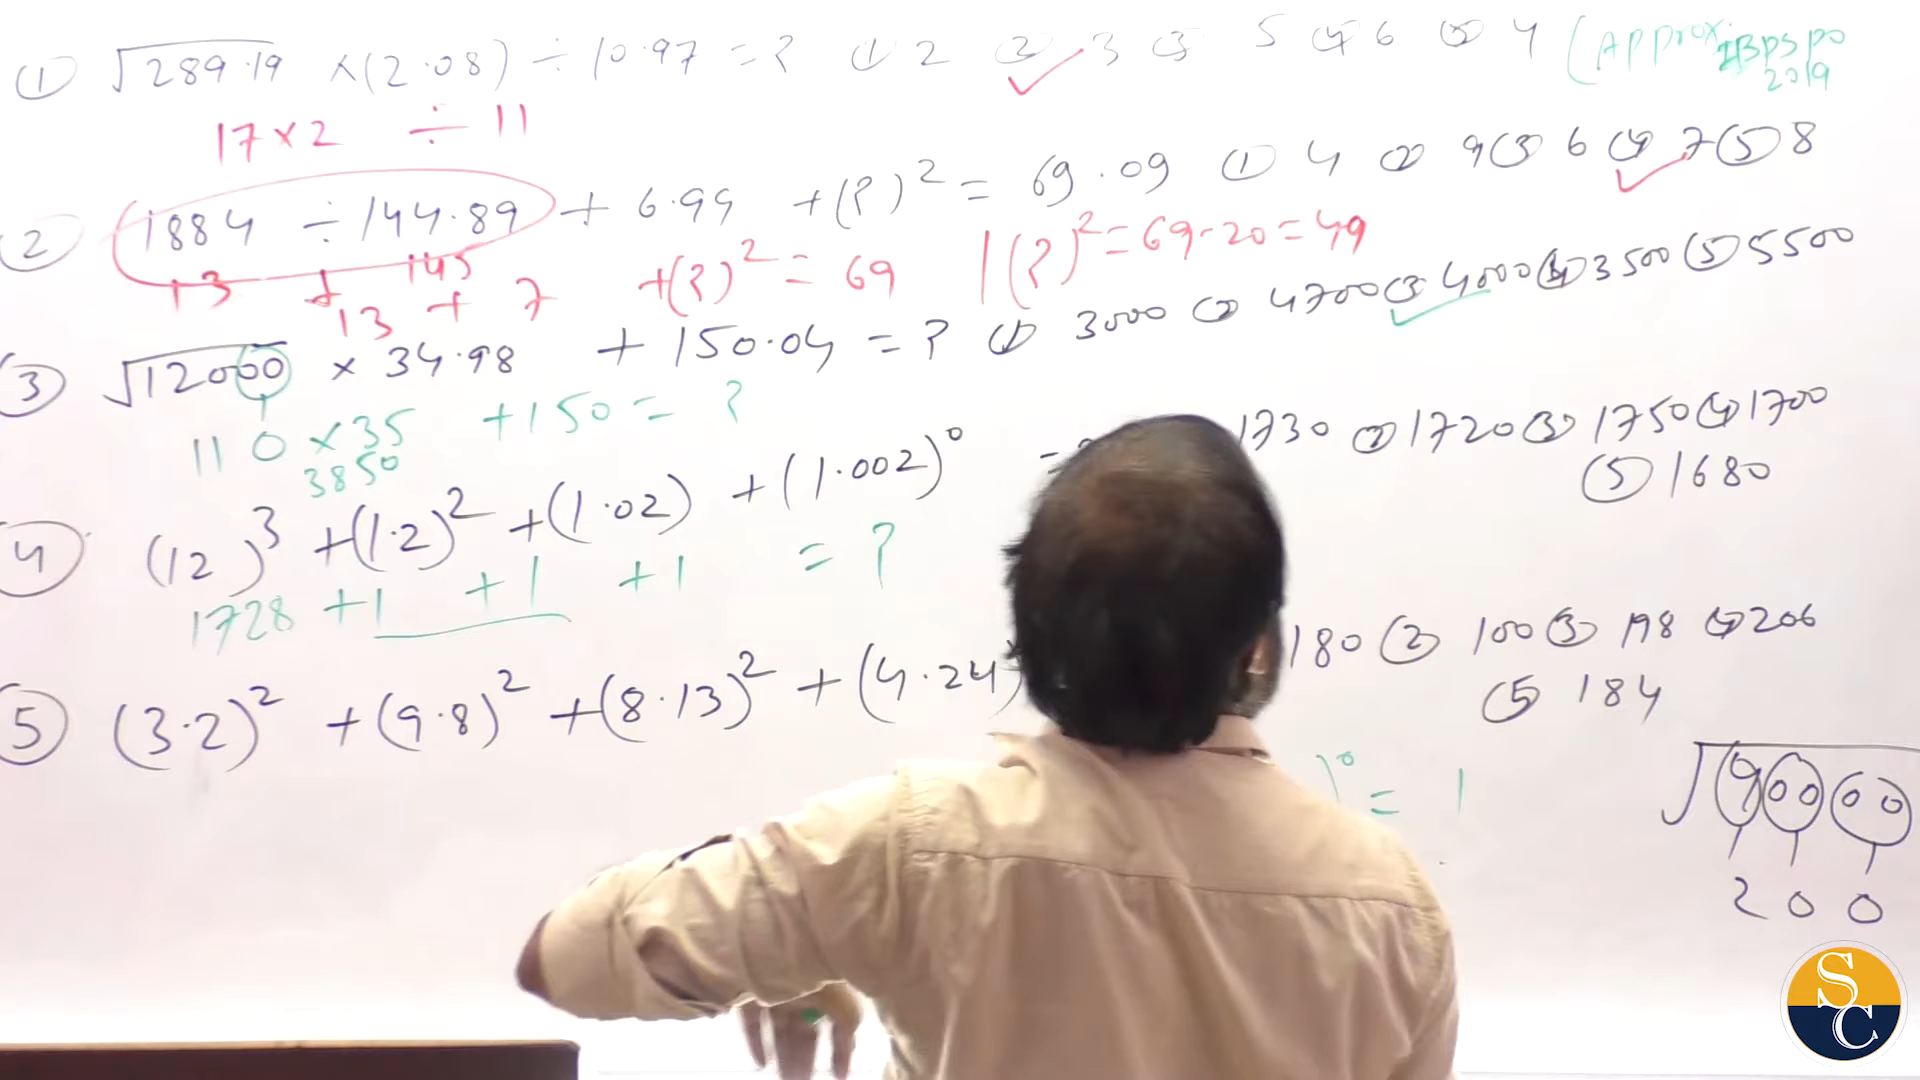 ① √289.19 ×(2.08) ÷ 10.97 = ? ① 2 ② 3 ③ 5 ④ 6 ⑤ 4 (Approx. IBPS PO 2019
17×2 ÷ 11
② 1884 ÷ 144.89 + 6.99 +(?)² = 69.09 ① 4 ② 9 ③ 6 ④ 7 ⑤ 8
13 145
13 + 7 +(?)² = 69 | (?)² = 69-20 = 49
③ √12000 × 34.98 + 150.04 = ? ① 3000 ② 4700 ③ 4000 ④ 3500 ⑤ 5500
110 × 35 +150 = ?
3850
④ (12)³ +(1.2)² +(1.02) +(1.002)⁰ = 1730 ② 1720 ③ 1750 ④ 1700
⑤ 1680
1728 +1 +1 +1 = ?
⑤ (3.2)² +(9.8)² +(8.13)² +(4.24) 180 ② 100 ③ 198 ④ 206
⑤ 184
)⁰ = 1
√90000
200
SC